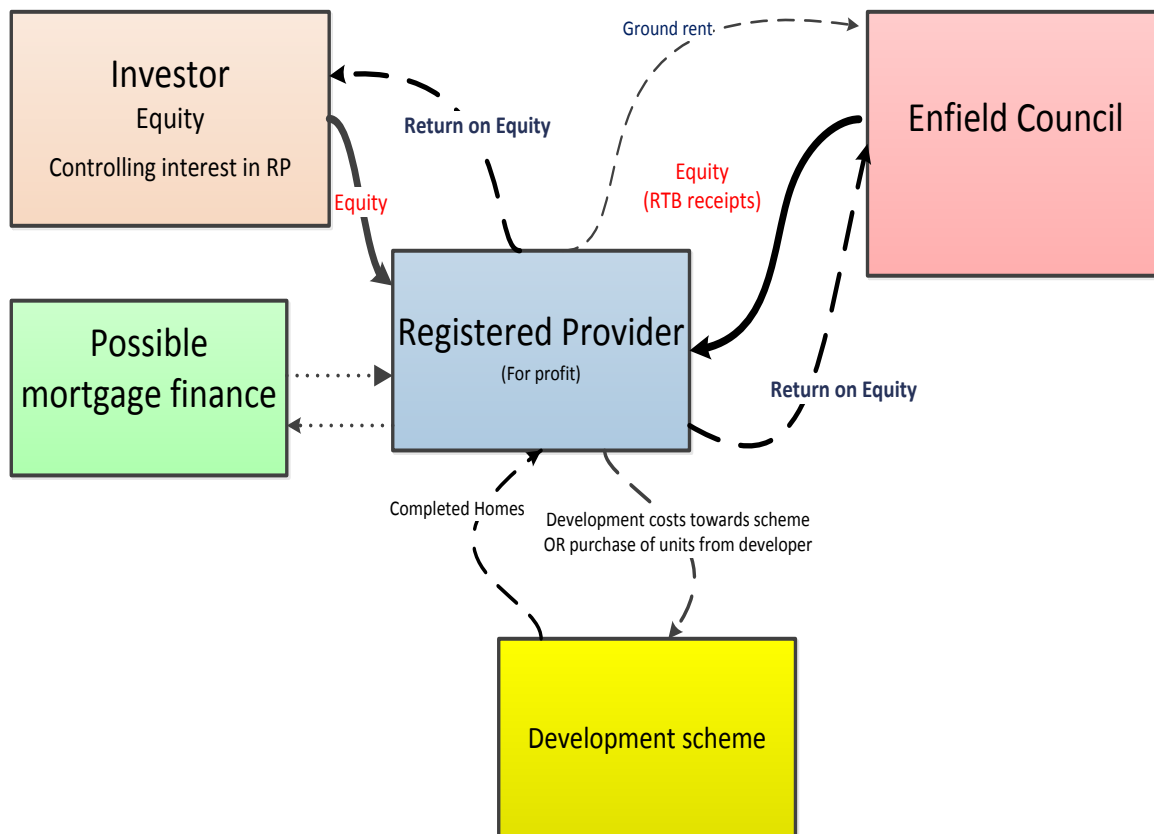 Ground rent
Investor
Equity
Controlling interest in RP
Return on Equity
Enfield Council
Equity
Equity
(RTB receipts)
Possible
mortgage finance
Registered Provider
(For profit)
Return on Equity
Completed Homes
Development costs towards scheme
OR purchase of units from developer
Development scheme